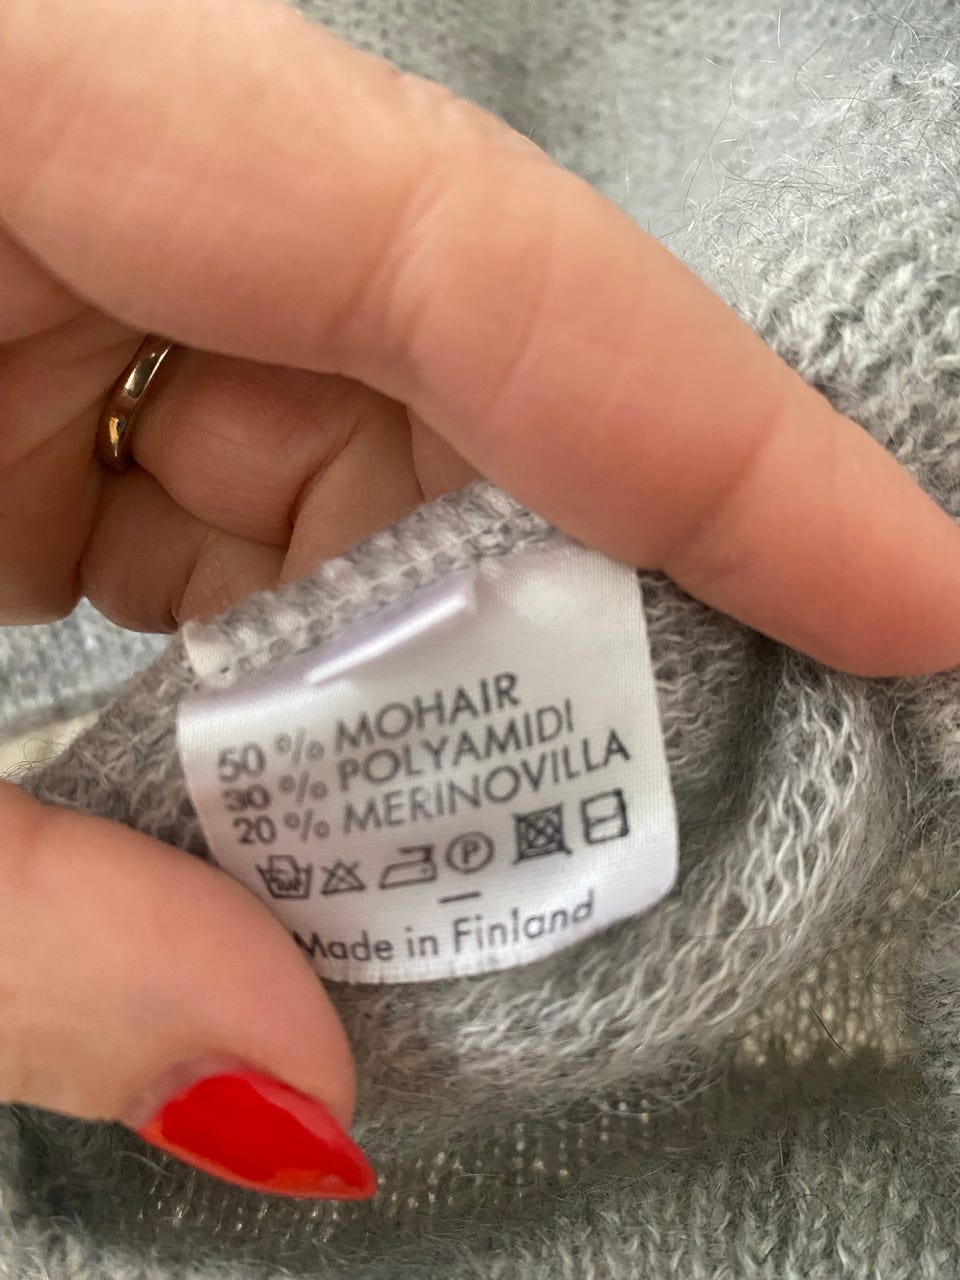 50 % MOHAIR
30 % POLYAMIDI
20 % MERINOVILLA
P
Made in Finland